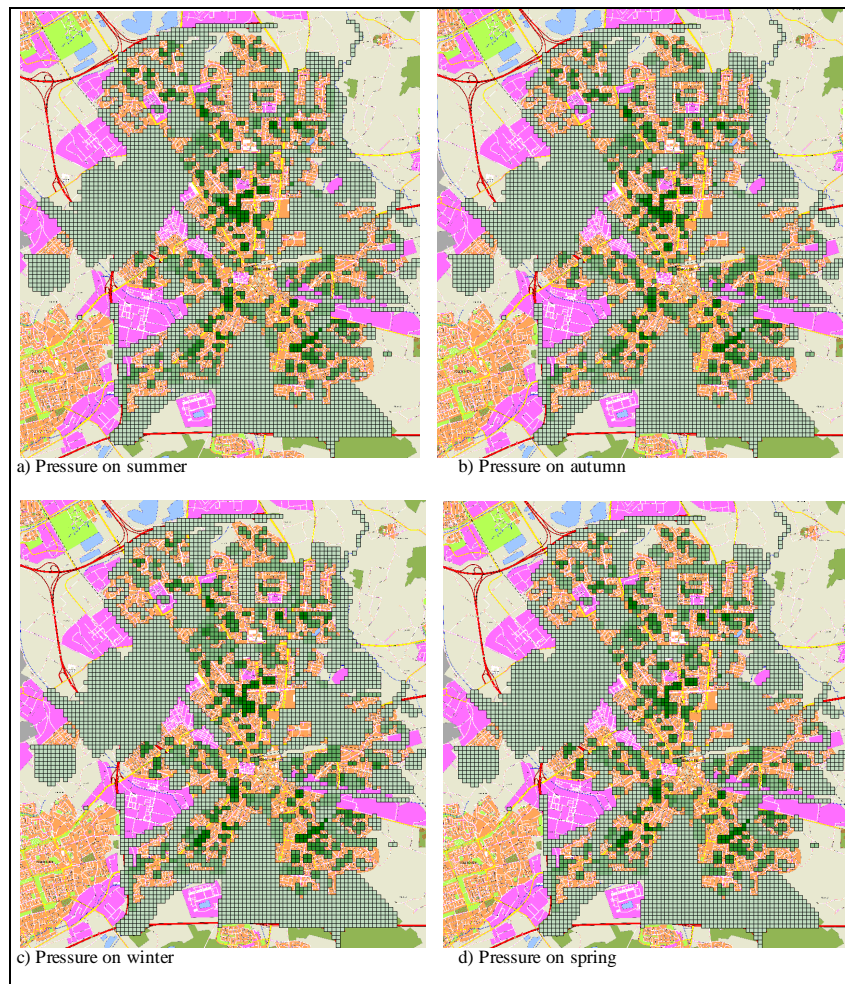 a) Pressure on summer
b) Pressure on autumn
c) Pressure on winter
d) Pressure on spring